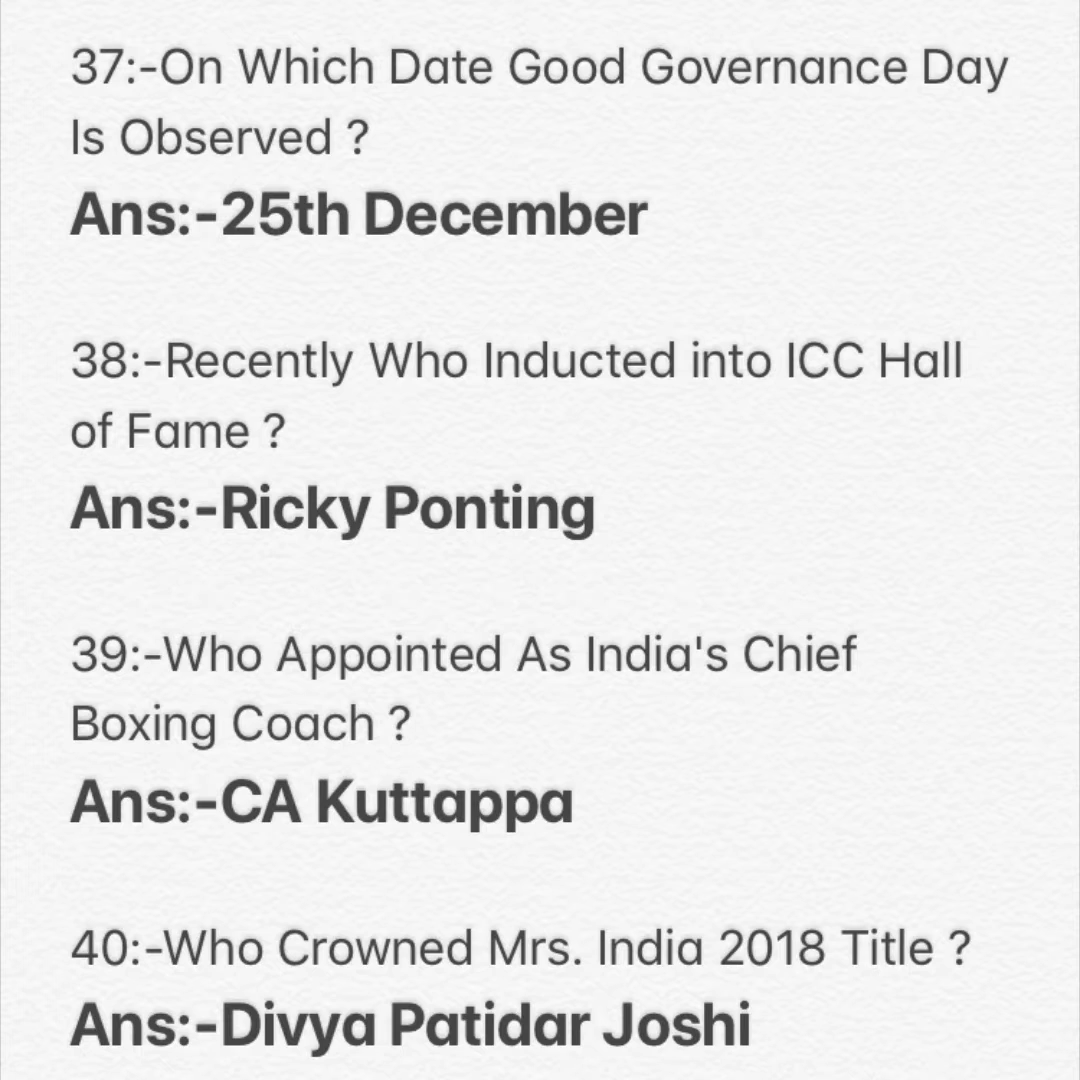 37:-On Which Date Good Governance Day
Is Observed ?
Ans:-25th December
38:-Recently Who Inducted into ICC Hall
of Fame ?
Ans:-Ricky Ponting
39:-Who Appointed As India's Chief
Boxing Coach ?
Ans:-CA Kuttappa
40:-Who Crowned Mrs. India 2018 Title ?
Ans:-Divya Patidar Joshi